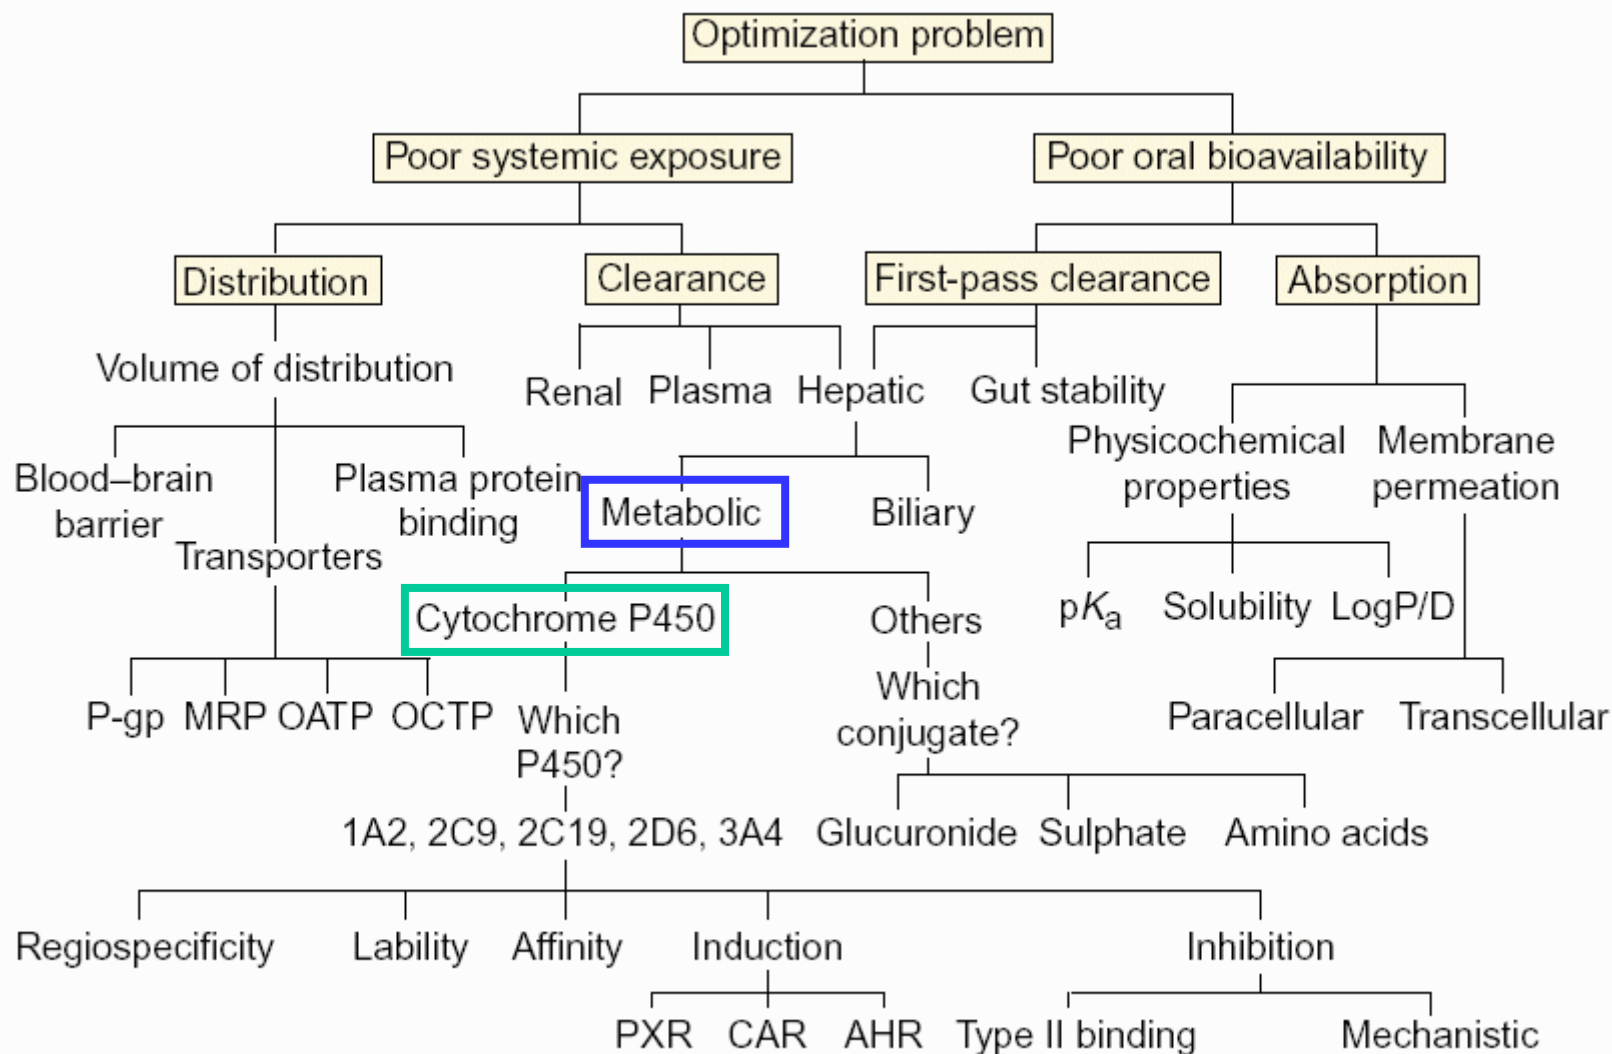 Optimization problem
Poor systemic exposure
Poor oral bioavailability
Distribution
Clearance
First-pass clearance
Absorption
Volume of distribution
Renal
Plasma
Hepatic
Gut stability
Physicochemical
properties
Membrane
permeation
Blood–brain
barrier
Plasma protein
binding
Transporters
Metabolic
Biliary
Cytochrome P450
Others
pKa
Solubility
LogP/D
P-gp
MRP
OATP
OCTP
Which
P450?
Which
conjugate?
Paracellular
Transcellular
1A2, 2C9, 2C19, 2D6, 3A4
Glucuronide
Sulphate
Amino acids
Regiospecificity
Lability
Affinity
Induction
Inhibition
PXR
CAR
AHR
Type II binding
Mechanistic